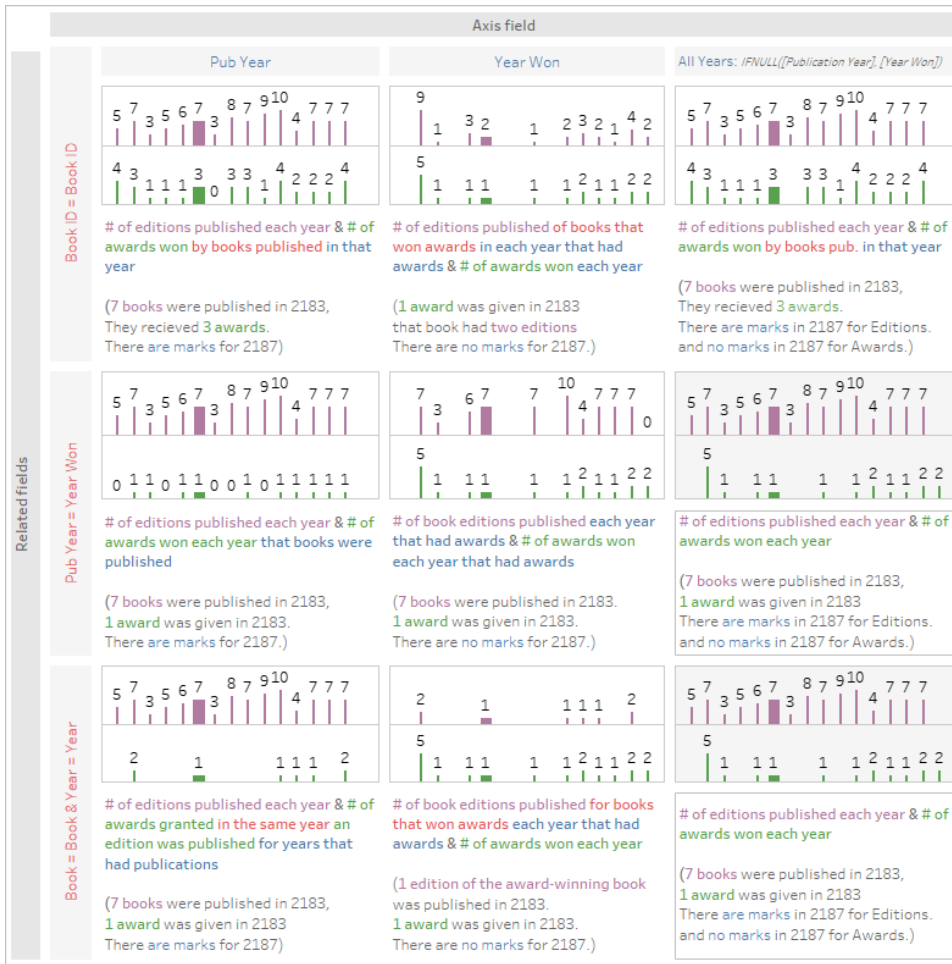 Axis field
Pub Year
Year Won
All Years: IFNULL([Publication Year], [Year Won])
Related fields
Book ID = Book ID
5 7 3 5 6 7 3 8 7 9 10 4 7 7 7
4 3 1 1 1 3 0 3 3 1 4 2 2 2 4
# of editions published each year & # of
awards won by books published in that
year
(7 books were published in 2183,
They recieved 3 awards.
There are marks for 2187)
9 1 3 2 1 2 3 2 1 4 2
5 1 1 1 1 1 2 1 1 2 2
# of editions published of books that
won awards in each year that had
awards & # of awards won each year
(1 award was given in 2183
that book had two editions
There are no marks for 2187.)
5 7 3 5 6 7 3 8 7 9 10 4 7 7 7
4 3 1 1 1 3 3 3 1 4 2 2 2 4
# of editions published each year & # of
awards won by books pub. in that year
(7 books were published in 2183,
They recieved 3 awards.
There are marks in 2187 for Editions.
and no marks in 2187 for Awards.)
Pub Year = Year Won
5 7 3 5 6 7 3 8 7 9 10 4 7 7 7
0 1 1 0 1 1 0 0 1 0 1 1 1 1 1
# of editions published each year & # of
awards won each year that books were
published
(7 books were published in 2183,
1 award was given in 2183.
There are marks for 2187.)
7 3 6 7 7 10 4 7 7 7 0
5 1 1 1 1 1 2 1 1 2 2
# of book editions published each year
that had awards & # of awards won
each year that had awards
(7 books were published in 2183.
1 award was given in 2183.
There are no marks for 2187.)
5 7 3 5 6 7 3 8 7 9 10 4 7 7 7
5 1 1 1 1 1 2 1 1 2 2
# of editions published each year & # of
awards won each year
(7 books were published in 2183,
1 award was given in 2183
There are marks in 2187 for Editions.
and no marks in 2187 for Awards.)
Book = Book & Year = Year
5 7 3 5 6 7 3 8 7 9 10 4 7 7 7
2 1 1 1 1 2
# of editions published each year & # of
awards granted in the same year an
edition was published for years that
had publications
(7 books were published in 2183,
1 award was given in 2183
There are marks for 2187)
2 1 1 1 1 2
5 1 1 1 1 1 2 1 1 2 2
# of book editions published for books
that won awards each year that had
awards & # of awards won each year
(1 edition of the award-winning book
was published in 2183.
1 award was given in 2183.
There are no marks for 2187.)
5 7 3 5 6 7 3 8 7 9 10 4 7 7 7
5 1 1 1 1 1 2 1 1 2 2
# of editions published each year & # of
awards won each year
(7 books were published in 2183,
1 award was given in 2183
There are marks in 2187 for Editions.
and no marks in 2187 for Awards.)